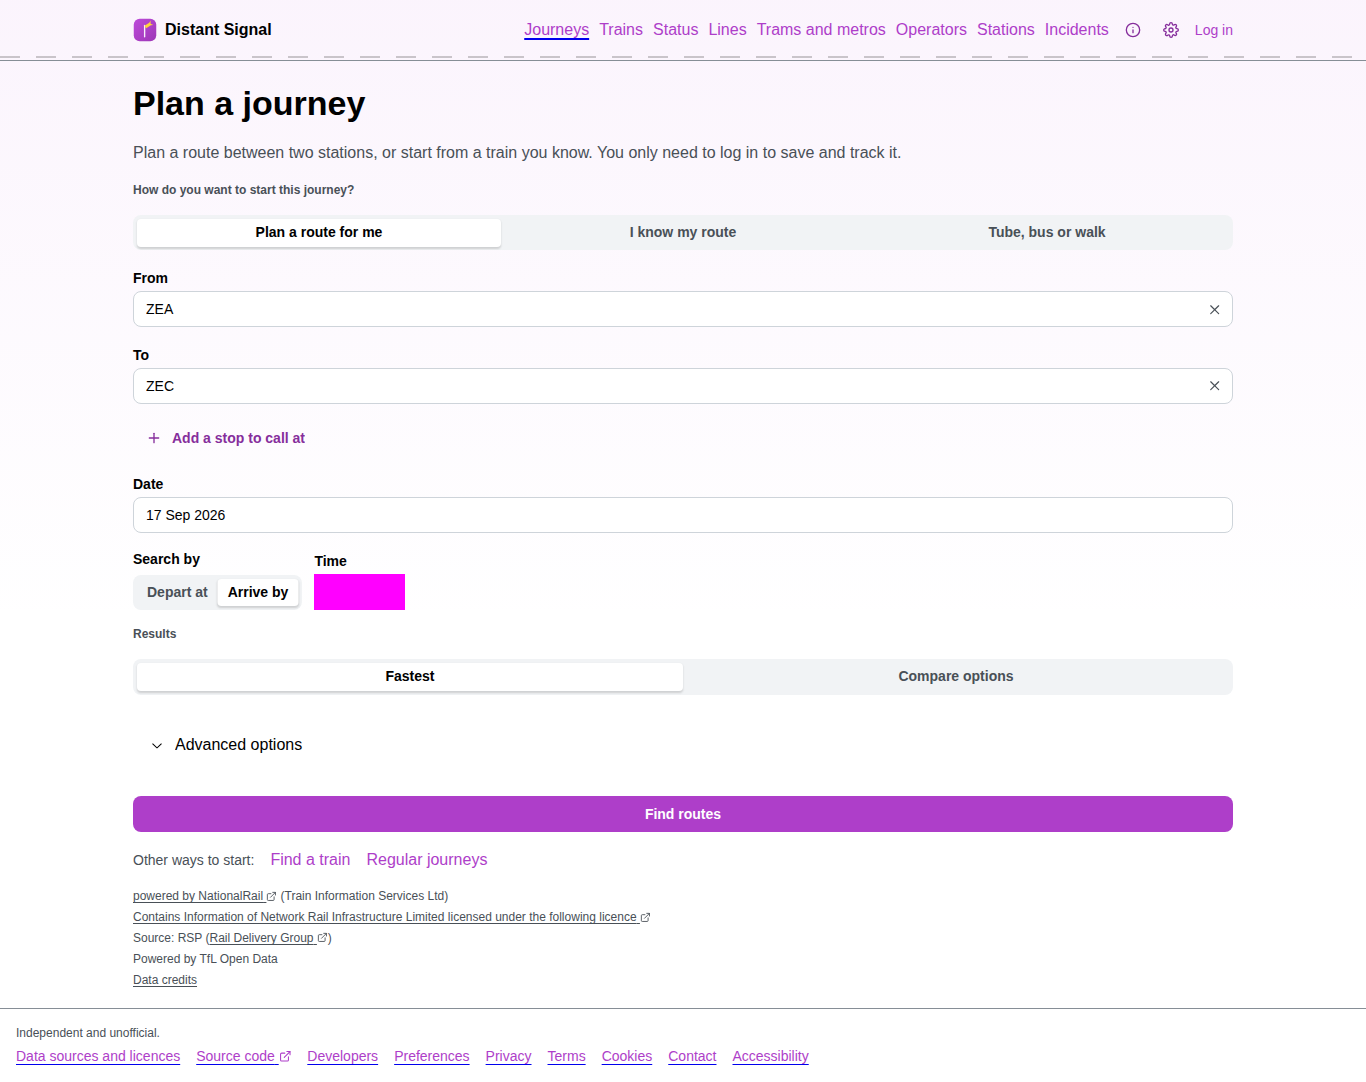 Distant Signal
Journeys Trains Status Lines Trams and metros Operators Stations Incidents Log in
Plan a journey
Plan a route between two stations, or start from a train you know. You only need to log in to save and track it.
How do you want to start this journey?
Plan a route for me I know my route Tube, bus or walk
From
ZEA
To
ZEC
Add a stop to call at
Date
17 Sep 2026
Search by Time
Depart at Arrive by
Results
Fastest Compare options
Advanced options
Find routes
Other ways to start: Find a train Regular journeys
powered by NationalRail (Train Information Services Ltd)
Contains Information of Network Rail Infrastructure Limited licensed under the following licence
Source: RSP (Rail Delivery Group)
Powered by TfL Open Data
Data credits
Independent and unofficial.
Data sources and licences Source code Developers Preferences Privacy Terms Cookies Contact Accessibility